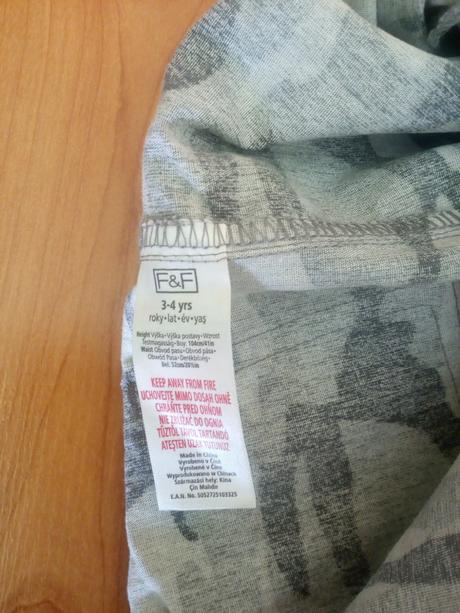 F&F
3-4 yrs
roky•lat•év•yaş
Height Výška•Výška postavy•Wzrost
Testmagasság•Boy: 104cm/41in
Waist Obvod pasu•Obvod pása•
Obwód Pasa•Derékbőség•
Bel: 52cm/20½in
KEEP AWAY FROM FIRE
UCHOVEJTE MIMO DOSAH OHNĚ
CHRÁŇTE PRED OHŇOM
NIE ZBLIŻAĆ DO OGNIA
TŰZTŐL TÁVOL TARTANDÓ
ATEŞTEN UZAK TUTUNUZ
Made in China
Vyrobeno v Číně
Vyrobené v Číne
Wyprodukowano w Chinach
Származási hely: Kína
Çin Malıdır
E.A.N. No. 5052725103325